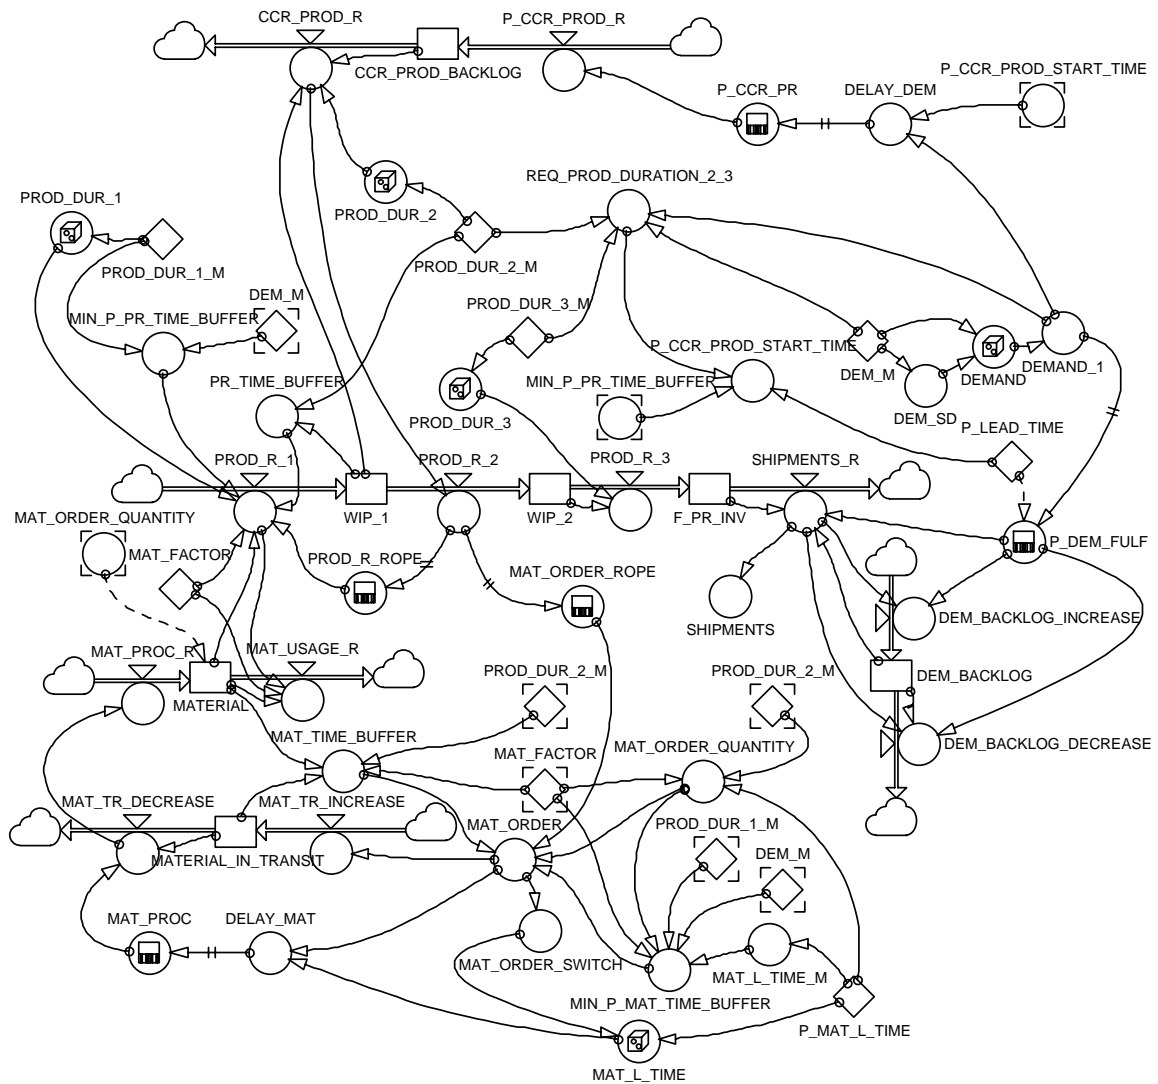 CCR_PROD_R
P_CCR_PROD_R
CCR_PROD_BACKLOG
P_CCR_PROD_START_TIME
P_CCR_PR
DELAY_DEM
PROD_DUR_1
REQ_PROD_DURATION_2_3
PROD_DUR_2
PROD_DUR_1_M
PROD_DUR_2_M
DEM_M
PROD_DUR_3_M
MIN_P_PR_TIME_BUFFER
P_CCR_PROD_START_TIME
DEM_M
DEMAND
DEMAND_1
PR_TIME_BUFFER
MIN_P_PR_TIME_BUFFER
PROD_DUR_3
DEM_SD
P_LEAD_TIME
PROD_R_1
PROD_R_2
PROD_R_3
SHIPMENTS_R
MAT_ORDER_QUANTITY
WIP_1
WIP_2
F_PR_INV
MAT_FACTOR
PROD_R_ROPE
MAT_ORDER_ROPE
P_DEM_FULF
SHIPMENTS
DEM_BACKLOG_INCREASE
MAT_PROC_R
MAT_USAGE_R
PROD_DUR_2_M
PROD_DUR_2_M
DEM_BACKLOG
MATERIAL
MAT_TIME_BUFFER
MAT_FACTOR
MAT_ORDER_QUANTITY
DEM_BACKLOG_DECREASE
MAT_TR_DECREASE
MAT_TR_INCREASE
MAT_ORDER
PROD_DUR_1_M
MATERIAL_IN_TRANSIT
DEM_M
MAT_PROC
DELAY_MAT
MAT_ORDER_SWITCH
MAT_L_TIME_M
MIN_P_MAT_TIME_BUFFER
P_MAT_L_TIME
MAT_L_TIME